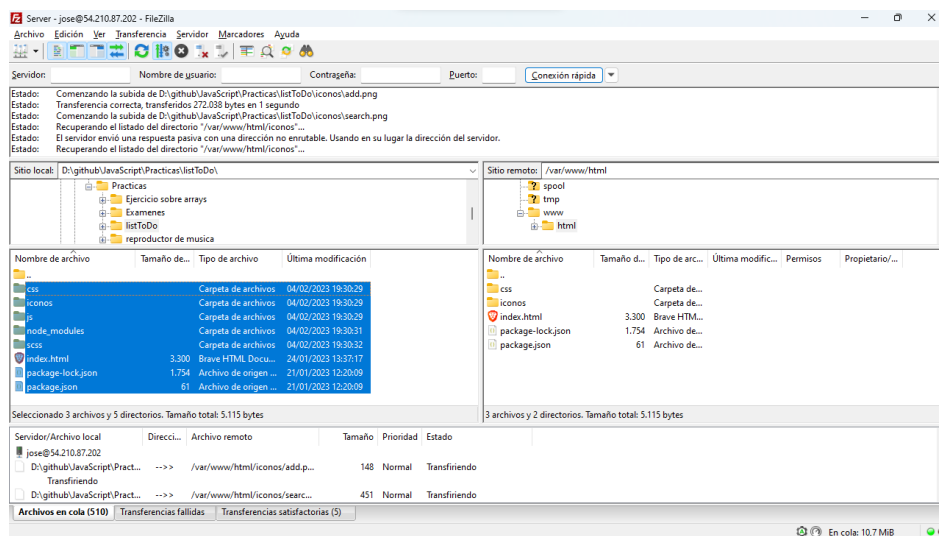 Server - jose@54.210.87.202 - FileZilla
Archivo Edición Ver Transferencia Servidor Marcadores Ayuda
Servidor: Nombre de usuario: Contraseña: Puerto: Conexión rápida
Estado: Comenzando la subida de D:\github\JavaScript\Practicas\listToDo\iconos\add.png
Estado: Transferencia correcta, transferidos 272.038 bytes en 1 segundo
Estado: Comenzando la subida de D:\github\JavaScript\Practicas\listToDo\iconos\search.png
Estado: Recuperando el listado del directorio "/var/www/html/iconos"...
Estado: El servidor envió una respuesta pasiva con una dirección no enrutable. Usando en su lugar la dirección del servidor.
Estado: Recuperando el listado del directorio "/var/www/html/iconos"...
Sitio local: D:\github\JavaScript\Practicas\listToDo\
Practicas
Ejercicio sobre arrays
Examenes
listToDo
reproductor de musica
Sitio remoto: /var/www/html
spool
tmp
www
html
Nombre de archivo Tamaño de... Tipo de archivo Última modificación
..
css Carpeta de archivos 04/02/2023 19:30:29
iconos Carpeta de archivos 04/02/2023 19:30:29
js Carpeta de archivos 04/02/2023 19:30:29
node_modules Carpeta de archivos 04/02/2023 19:30:31
scss Carpeta de archivos 04/02/2023 19:30:32
index.html 3.300 Brave HTML Docu... 24/01/2023 13:37:17
package-lock.json 1.754 Archivo de origen ... 21/01/2023 12:20:09
package.json 61 Archivo de origen ... 21/01/2023 12:20:09
Seleccionado 3 archivos y 5 directorios. Tamaño total: 5.115 bytes
Nombre de archivo Tamaño d... Tipo de arc... Última modific... Permisos Propietario/...
..
css Carpeta de...
iconos Carpeta de...
index.html 3.300 Brave HTM...
package-lock.json 1.754 Archivo de...
package.json 61 Archivo de...
3 archivos y 2 directorios. Tamaño total: 5.115 bytes
Servidor/Archivo local Direcci... Archivo remoto Tamaño Prioridad Estado
jose@54.210.87.202
D:\github\JavaScript\Pract... -->> /var/www/html/iconos/add.p... 148 Normal Transfiriendo
Transfiriendo
D:\github\JavaScript\Pract... -->> /var/www/html/iconos/searc... 451 Normal Transfiriendo
Archivos en cola (510) Transferencias fallidas Transferencias satisfactorias (5)
En cola: 10,7 MiB